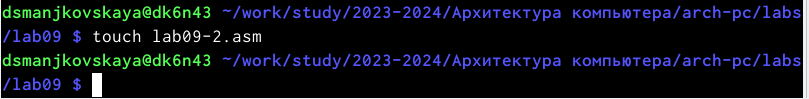 dsmanjkovskaya@dk6n43 ~/work/study/2023-2024/Архитектура компьютера/arch-pc/labs
/lab09 $ touch lab09-2.asm
dsmanjkovskaya@dk6n43 ~/work/study/2023-2024/Архитектура компьютера/arch-pc/labs
/lab09 $